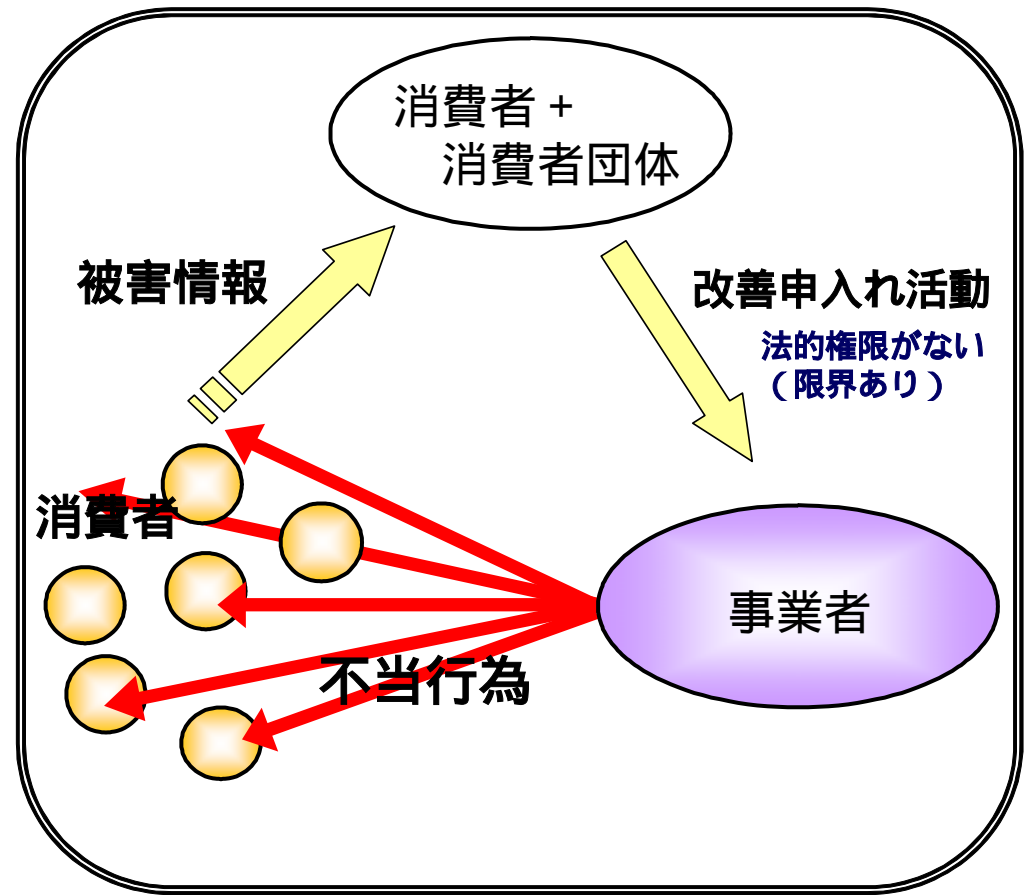 消費者+
消費者団体
被害情報
改善申入れ活動
法的権限がない
(限界あり)
消費者
事業者
不当行為